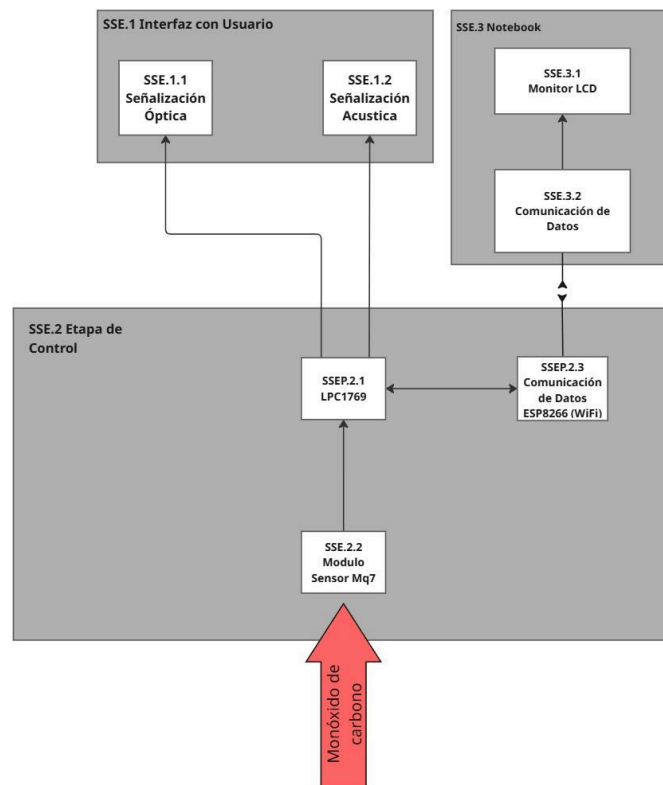 SSE.1 Interfaz con Usuario
SSE.1.1
Señalización
Óptica
SSE.1.2
Señalización
Acustica
SSE.3 Notebook
SSE.3.1
Monitor LCD
SSE.3.2
Comunicación de
Datos
SSE.2 Etapa de
Control
SSEP.2.1
LPC1769
SSEP.2.3
Comunicación
de Datos
ESP8266 (WiFi)
SSE.2.2
Modulo
Sensor Mq7
Monóxido de
carbono